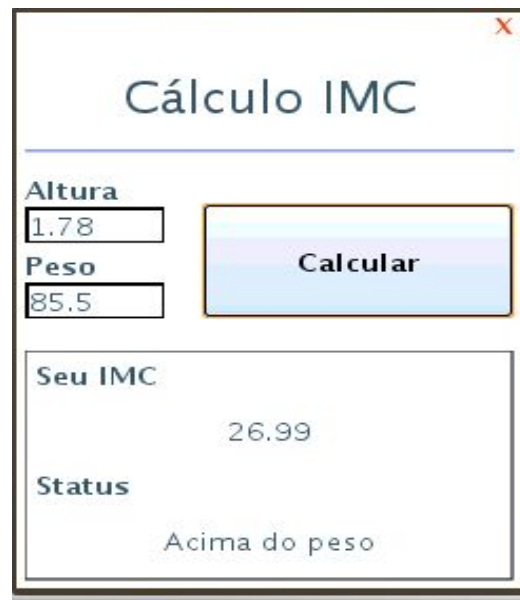 X
Cálculo IMC
Altura
1.78
Peso
85.5
Calcular
Seu IMC
26.99
Status
Acima do peso